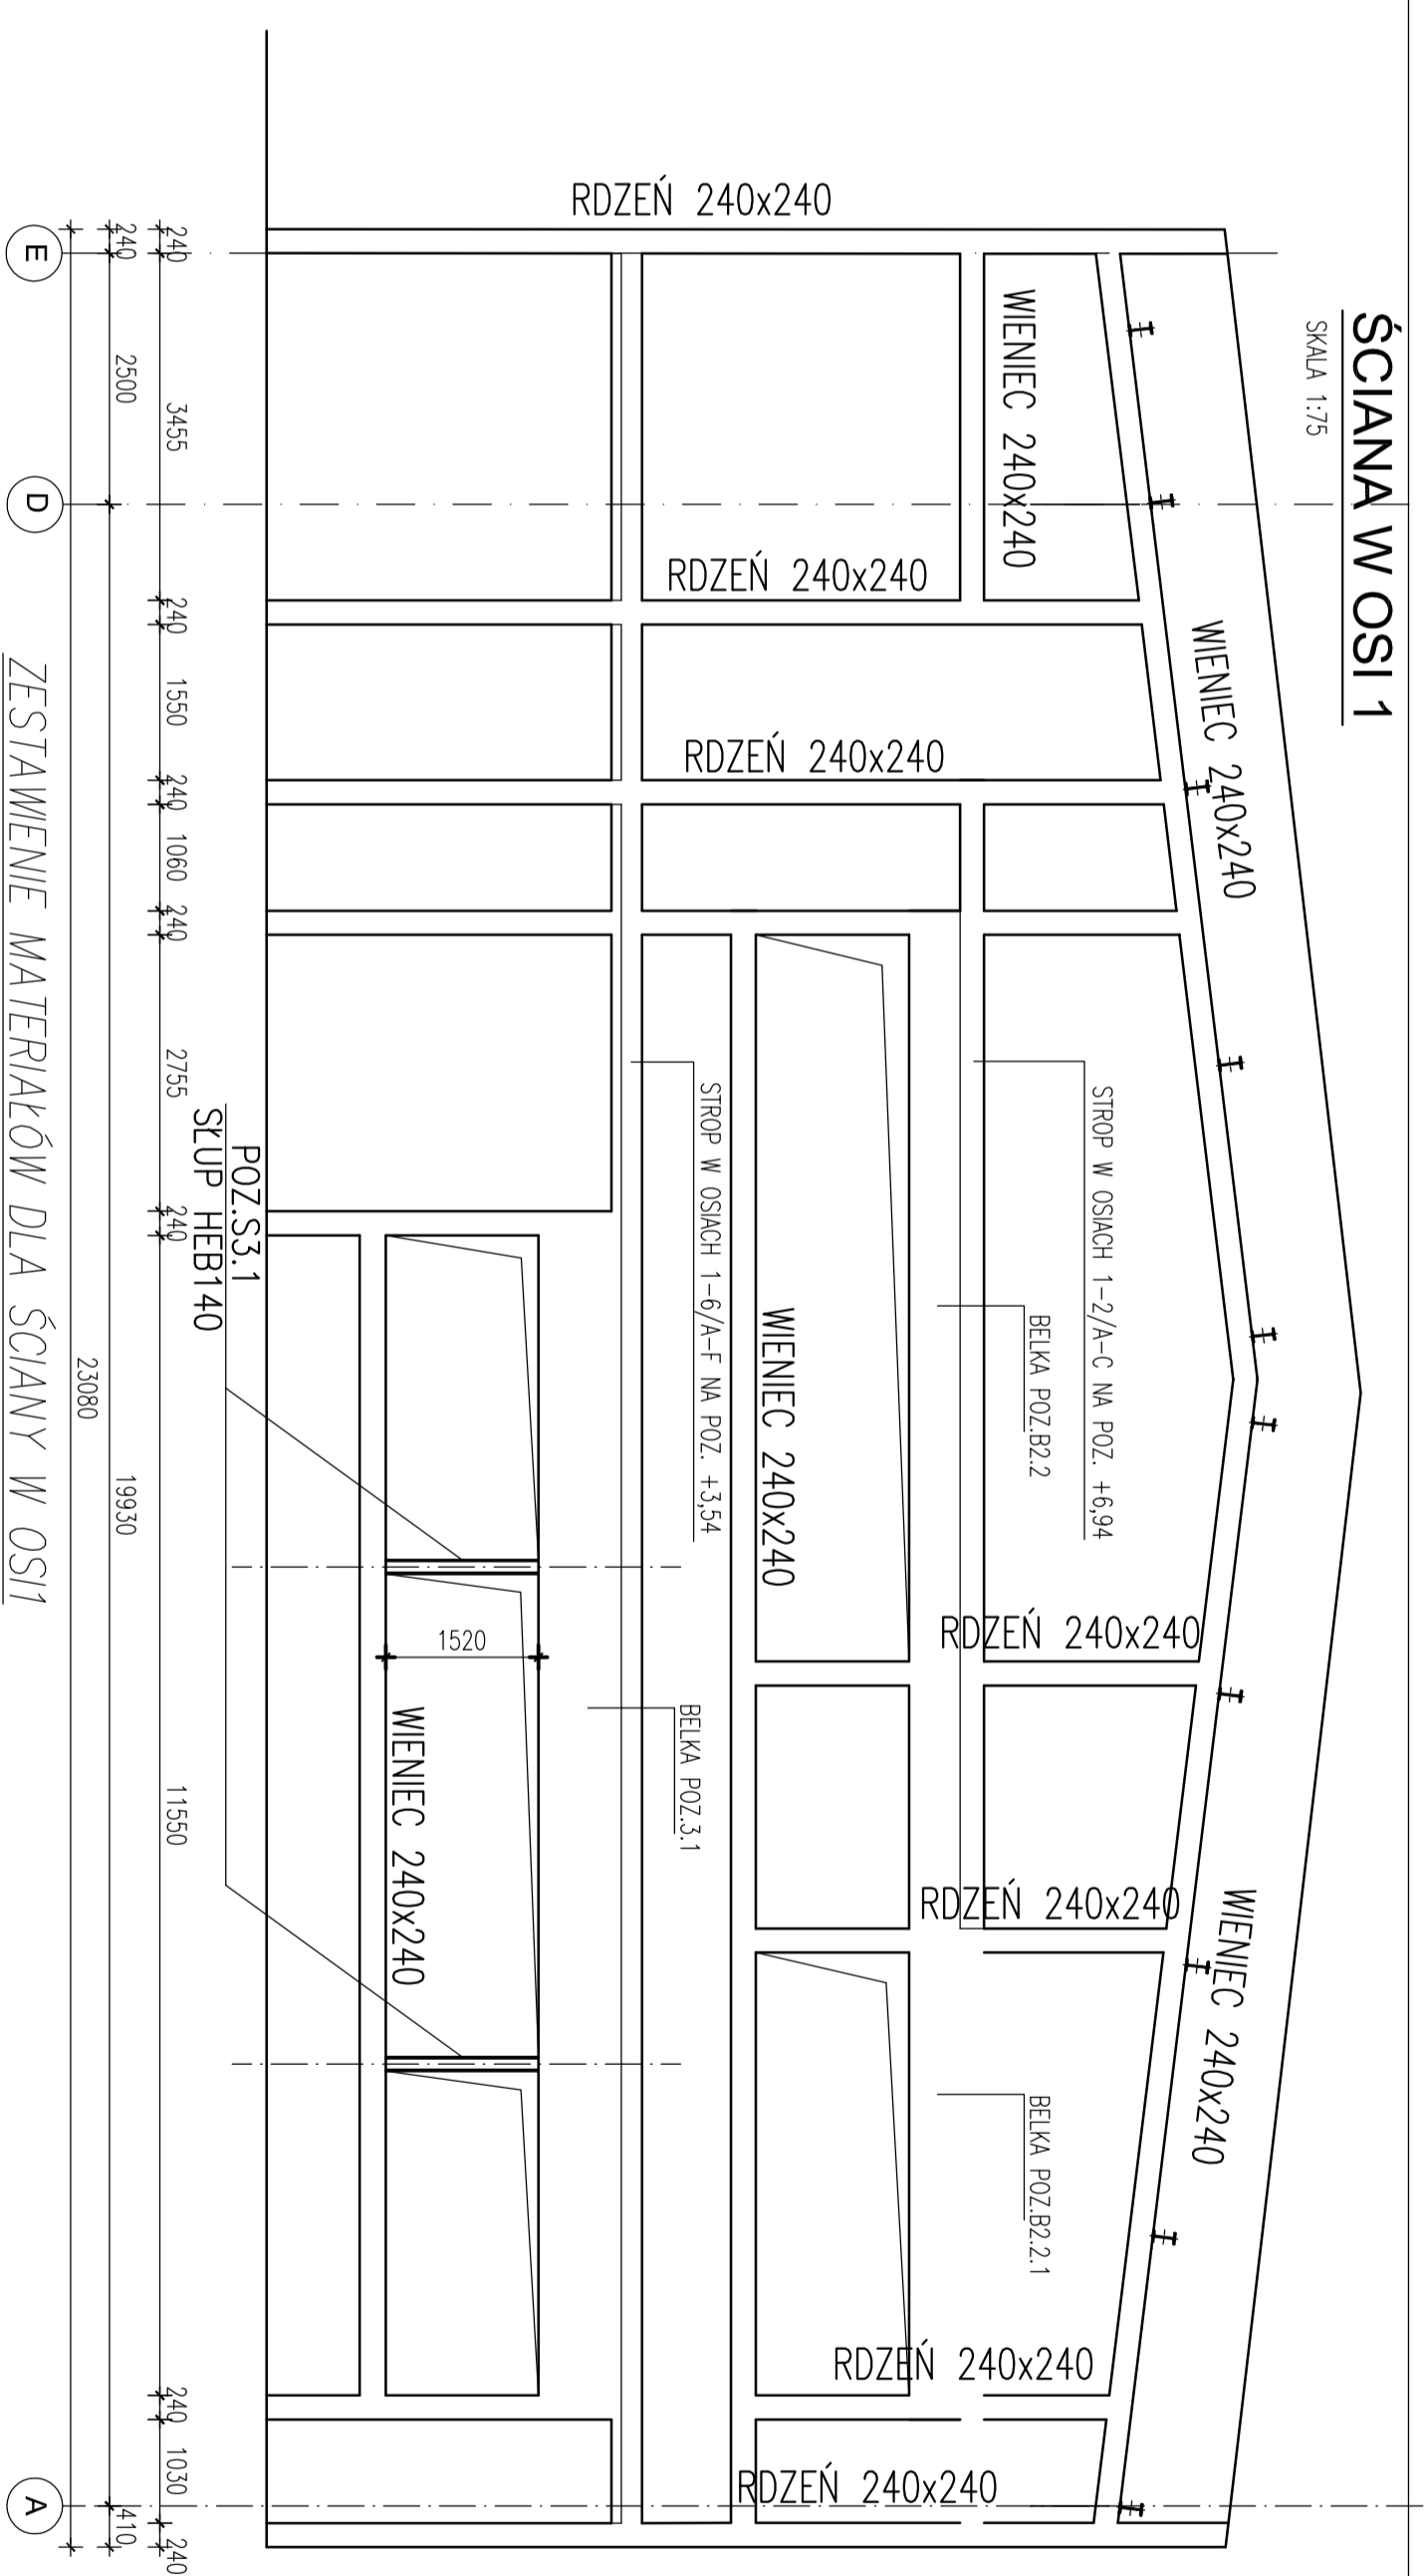 ŚCIANA W OSI 1
SKALA 1:75
WIENIEC 240x240
WIENIEC 240x240
WIENIEC 240x240
RDZEŃ 240x240
RDZEŃ 240x240
RDZEŃ 240x240
RDZEŃ 240x240
RDZEŃ 240x240
RDZEŃ 240x240
RDZEŃ 240x240
STROP W OSIACH 1-2/A-C NA POZ. +6,94
BELKA POZ.B2.2
BELKA POZ.B2.2.1
WIENIEC 240x240
STROP W OSIACH 1-6/A-F NA POZ. +3,54
BELKA POZ.3.1
1520
WIENIEC 240x240
POZ.S3.1
SŁUP HEB140
240 3455 240 1550 240 1060 240 2755 240 11550 240 1030 240
240 2500 19930 410
23080
E D A
ZESTAWIENIE MATERIAŁÓW DLA ŚCIANY W OSI1